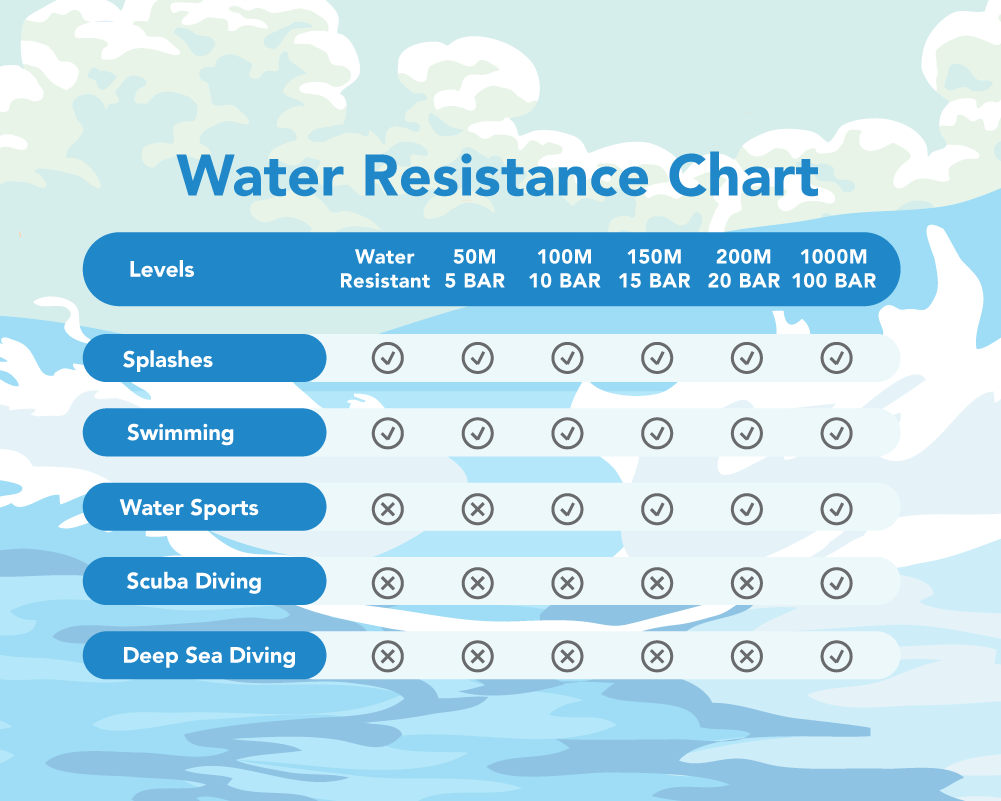 Water Resistance Chart
Levels
Water Resistant
50M 5 BAR
100M 10 BAR
150M 15 BAR
200M 20 BAR
1000M 100 BAR
Splashes
Swimming
Water Sports
Scuba Diving
Deep Sea Diving